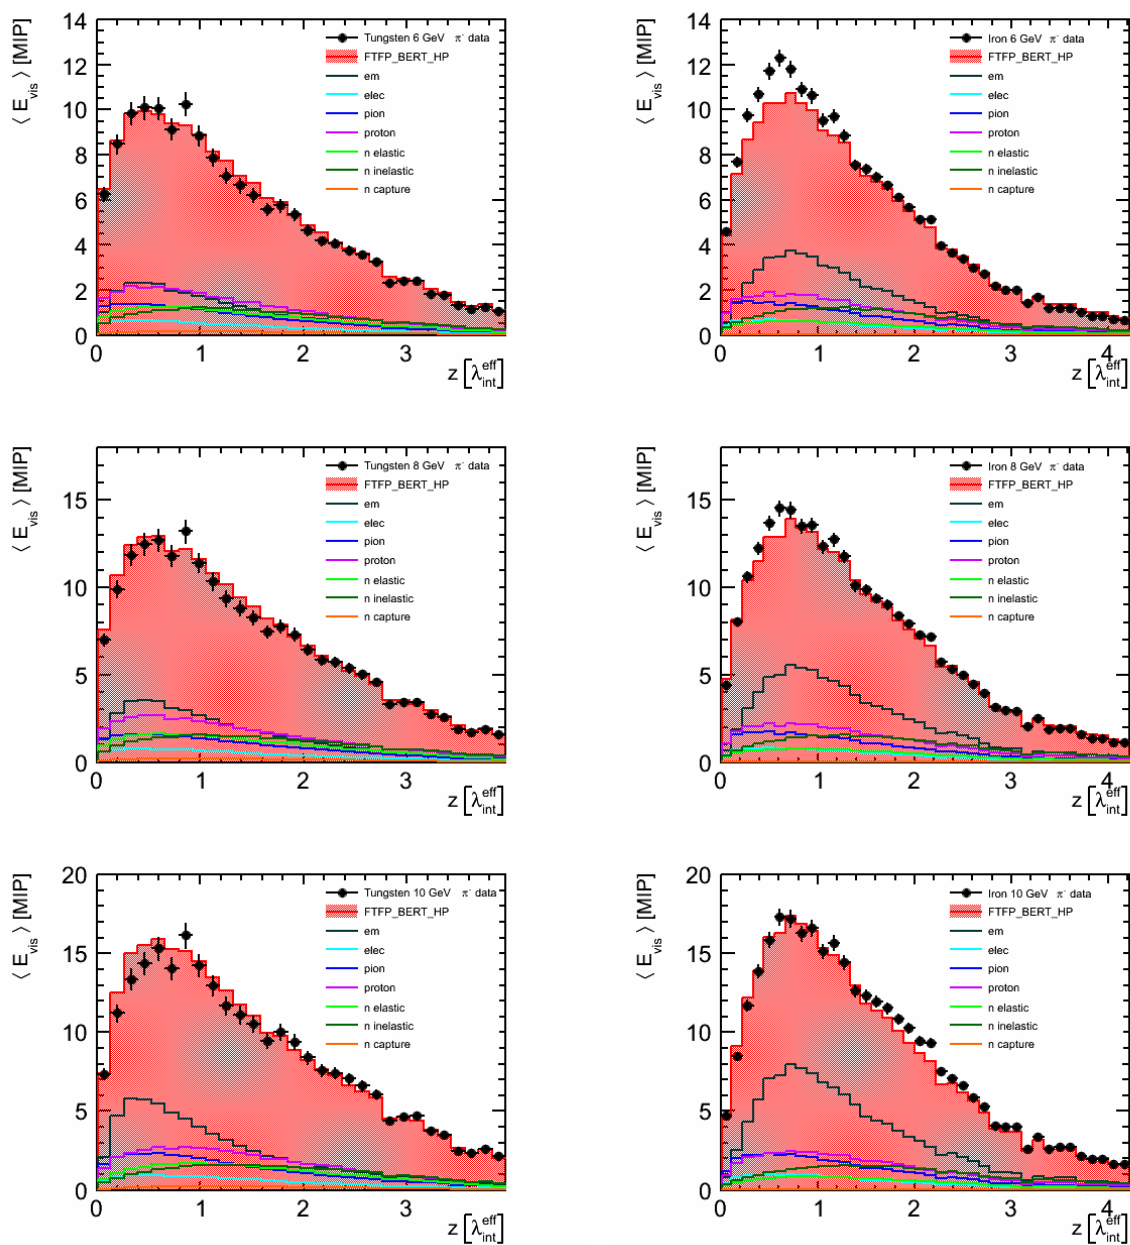 ⟨ E_vis ⟩ [MIP]
14
12
10
8
6
4
2
0
Tungsten 6 GeV π⁻ data
FTFP_BERT_HP
em
elec
pion
proton
n elastic
n inelastic
n capture
0 1 2 3
z [λ_int^eff]
⟨ E_vis ⟩ [MIP]
14
12
10
8
6
4
2
0
Iron 6 GeV π⁻ data
FTFP_BERT_HP
em
elec
pion
proton
n elastic
n inelastic
n capture
0 1 2 3 4
z [λ_int^eff]
⟨ E_vis ⟩ [MIP]
15
10
5
0
Tungsten 8 GeV π⁻ data
FTFP_BERT_HP
em
elec
pion
proton
n elastic
n inelastic
n capture
0 1 2 3
z [λ_int^eff]
⟨ E_vis ⟩ [MIP]
15
10
5
0
Iron 8 GeV π⁻ data
FTFP_BERT_HP
em
elec
pion
proton
n elastic
n inelastic
n capture
0 1 2 3 4
z [λ_int^eff]
⟨ E_vis ⟩ [MIP]
20
15
10
5
0
Tungsten 10 GeV π⁻ data
FTFP_BERT_HP
em
elec
pion
proton
n elastic
n inelastic
n capture
0 1 2 3
z [λ_int^eff]
⟨ E_vis ⟩ [MIP]
20
15
10
5
0
Iron 10 GeV π⁻ data
FTFP_BERT_HP
em
elec
pion
proton
n elastic
n inelastic
n capture
0 1 2 3 4
z [λ_int^eff]